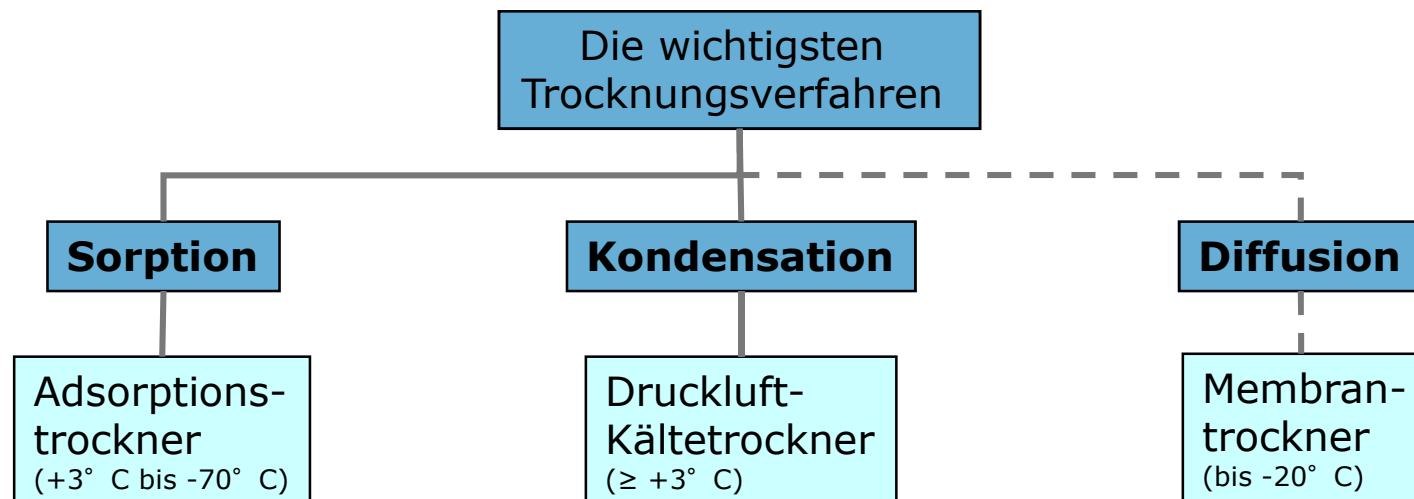 Die wichtigsten
Trocknungsverfahren
Sorption
Kondensation
Diffusion
Adsorptions-
trockner
(+3° C bis -70° C)
Druckluft-
Kältetrockner
(≥ +3° C)
Membran-
trockner
(bis -20° C)